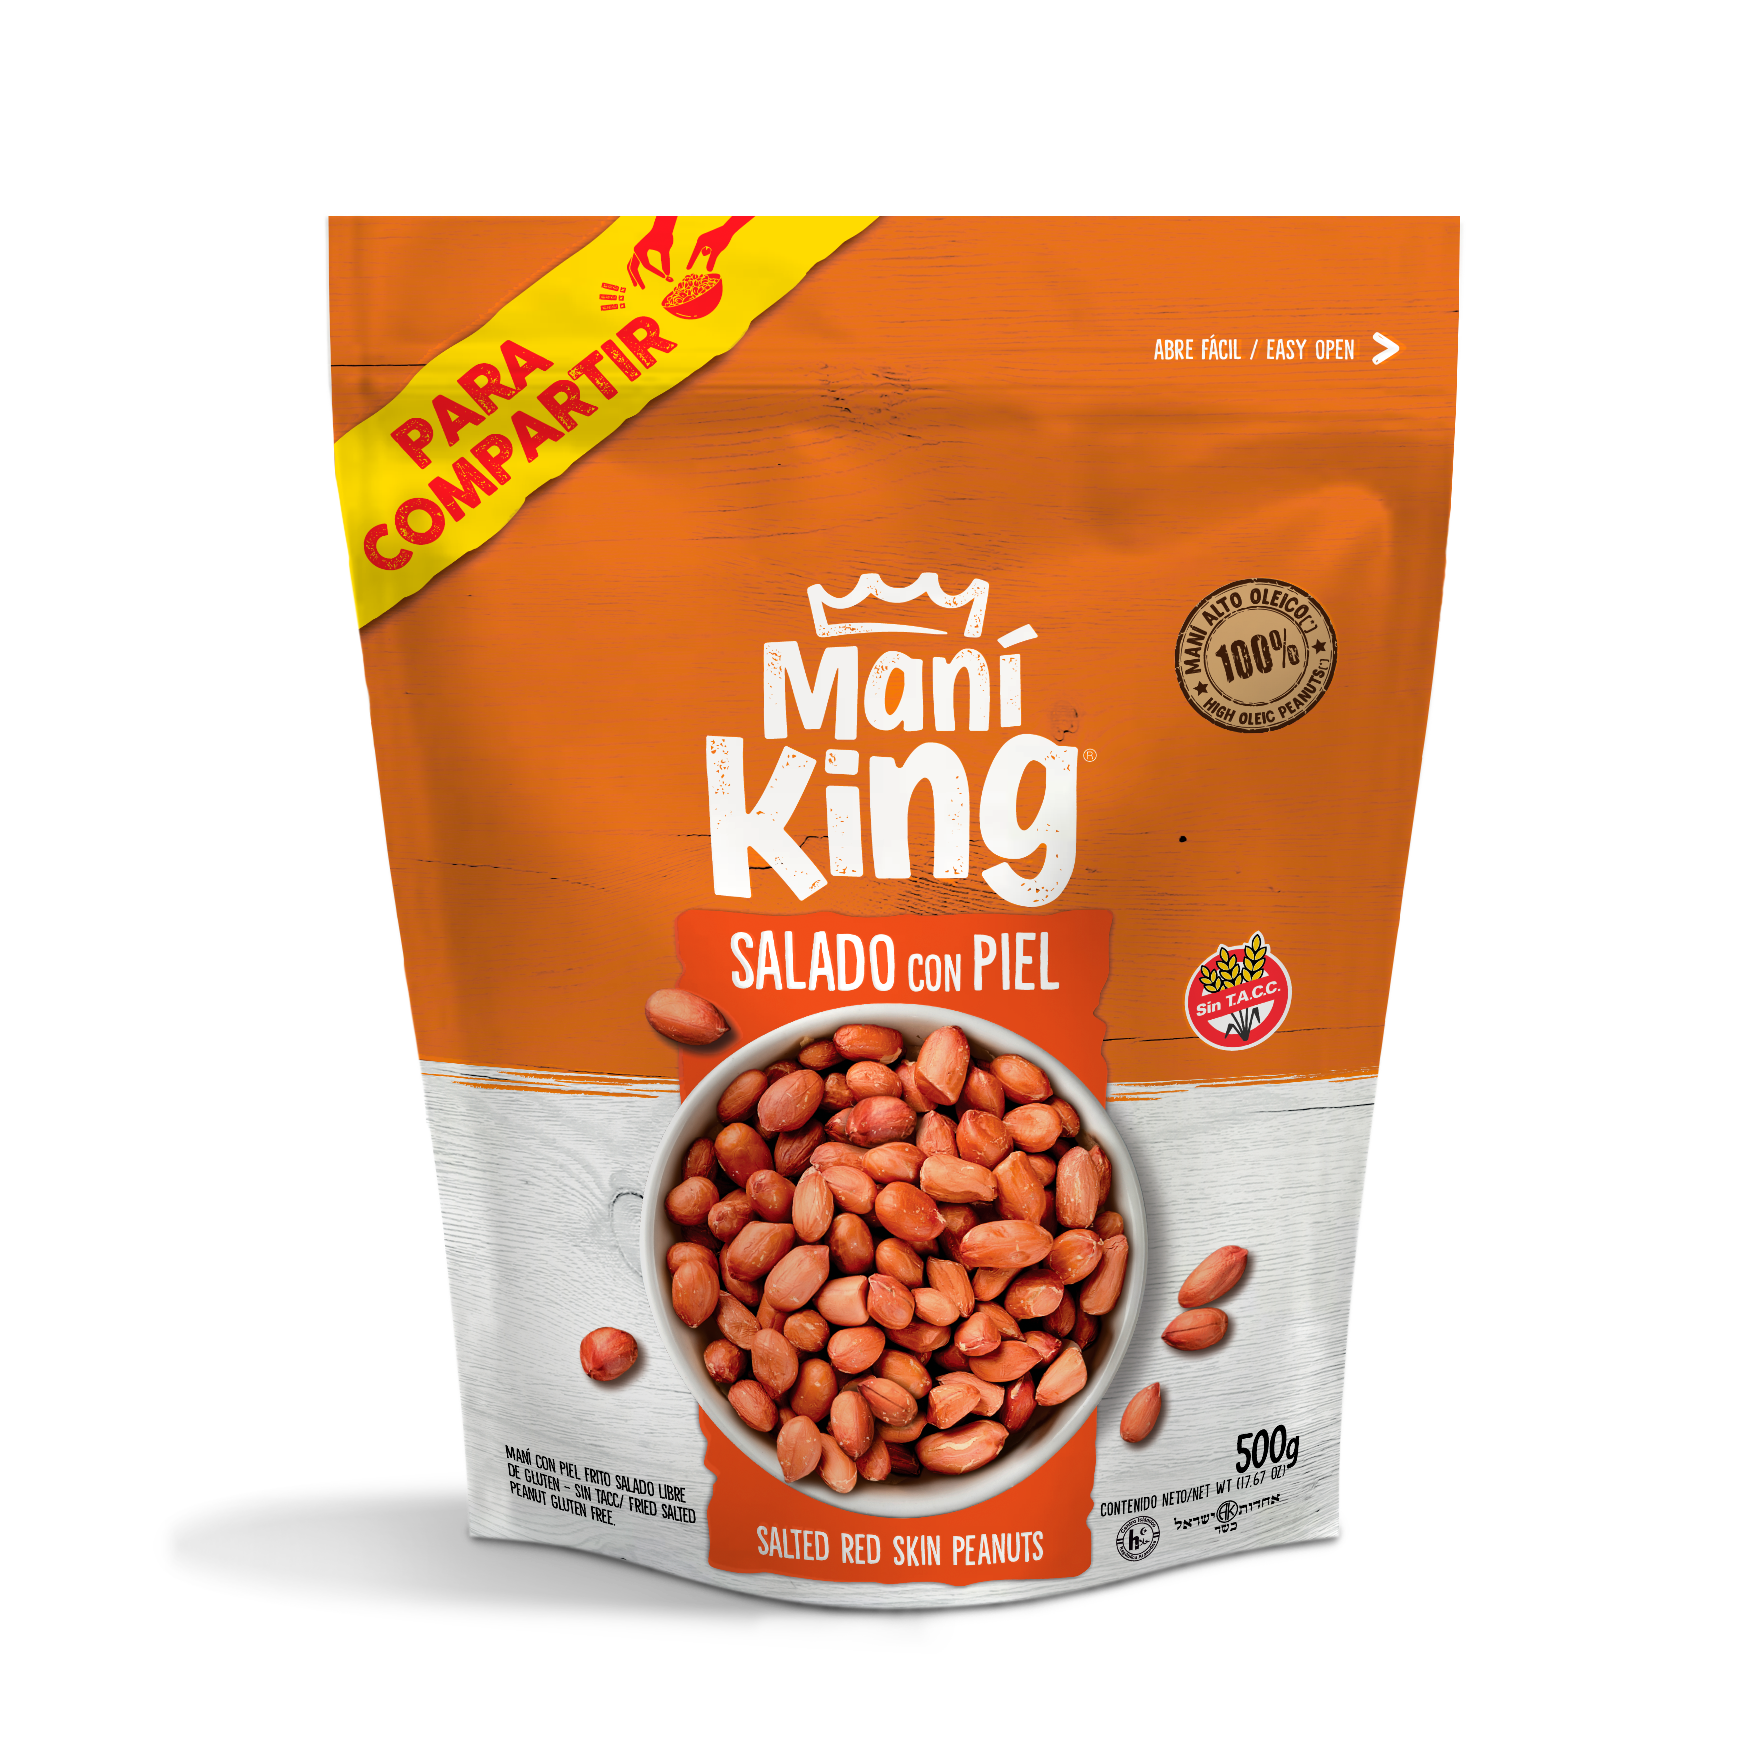 PARA
COMPARTIR
ABRE FÁCIL / EASY OPEN >
MANÍ ALTO OLEICO(*)
100%
HIGH OLEIC PEANUTS(*)
Maní
King®
SALADO CON PIEL
Sin T.A.C.C.
MANÍ CON PIEL FRITO SALADO LIBRE
DE GLUTEN - SIN TACC/ FRIED SALTED
PEANUT GLUTEN FREE.
SALTED RED SKIN PEANUTS
500g
CONTENIDO NETO/NET WT (17.67 OZ)
אחדות ישראל
כשר